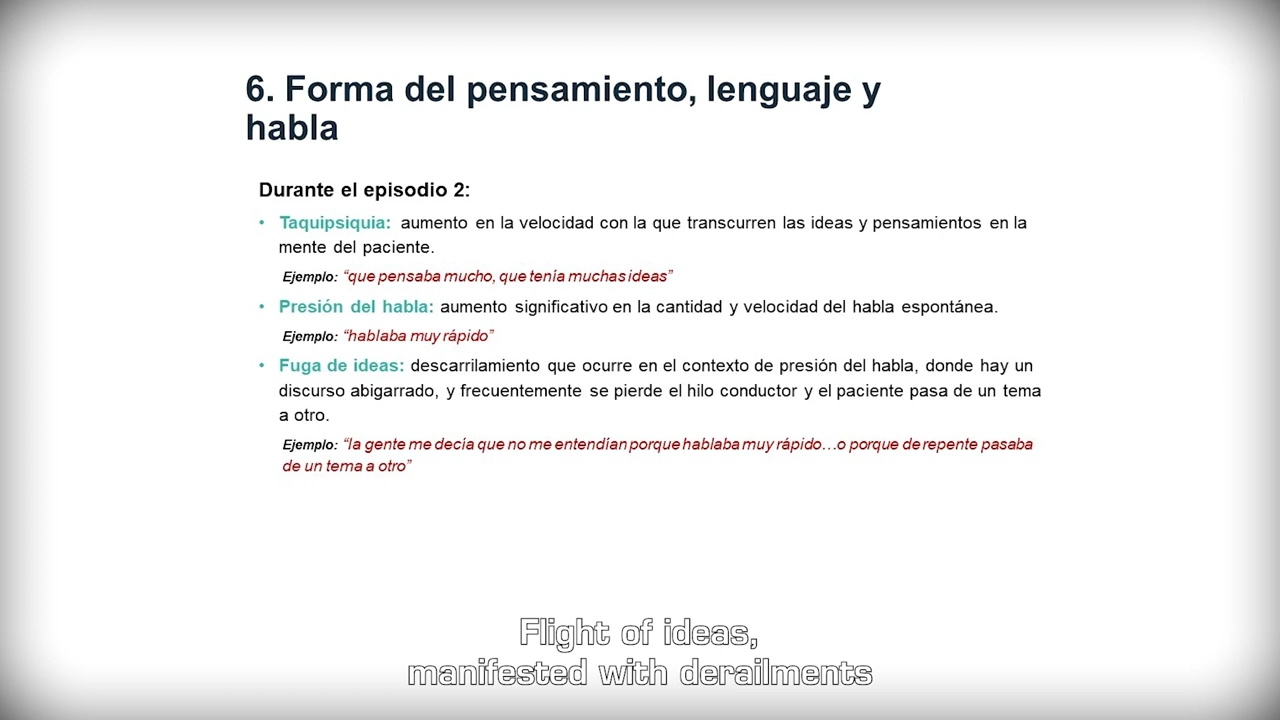 6. Forma del pensamiento, lenguaje y
habla
Durante el episodio 2:
• Taquipsiquia: aumento en la velocidad con la que transcurren las ideas y pensamientos en la
mente del paciente.
Ejemplo: “que pensaba mucho, que tenía muchas ideas”
• Presión del habla: aumento significativo en la cantidad y velocidad del habla espontánea.
Ejemplo: “hablaba muy rápido”
• Fuga de ideas: descarrilamiento que ocurre en el contexto de presión del habla, donde hay un
discurso abigarrado, y frecuentemente se pierde el hilo conductor y el paciente pasa de un tema
a otro.
Ejemplo: “la gente me decía que no me entendían porque hablaba muy rápido…o porque de repente pasaba
de un tema a otro”
Flight of ideas,
manifested with derailments